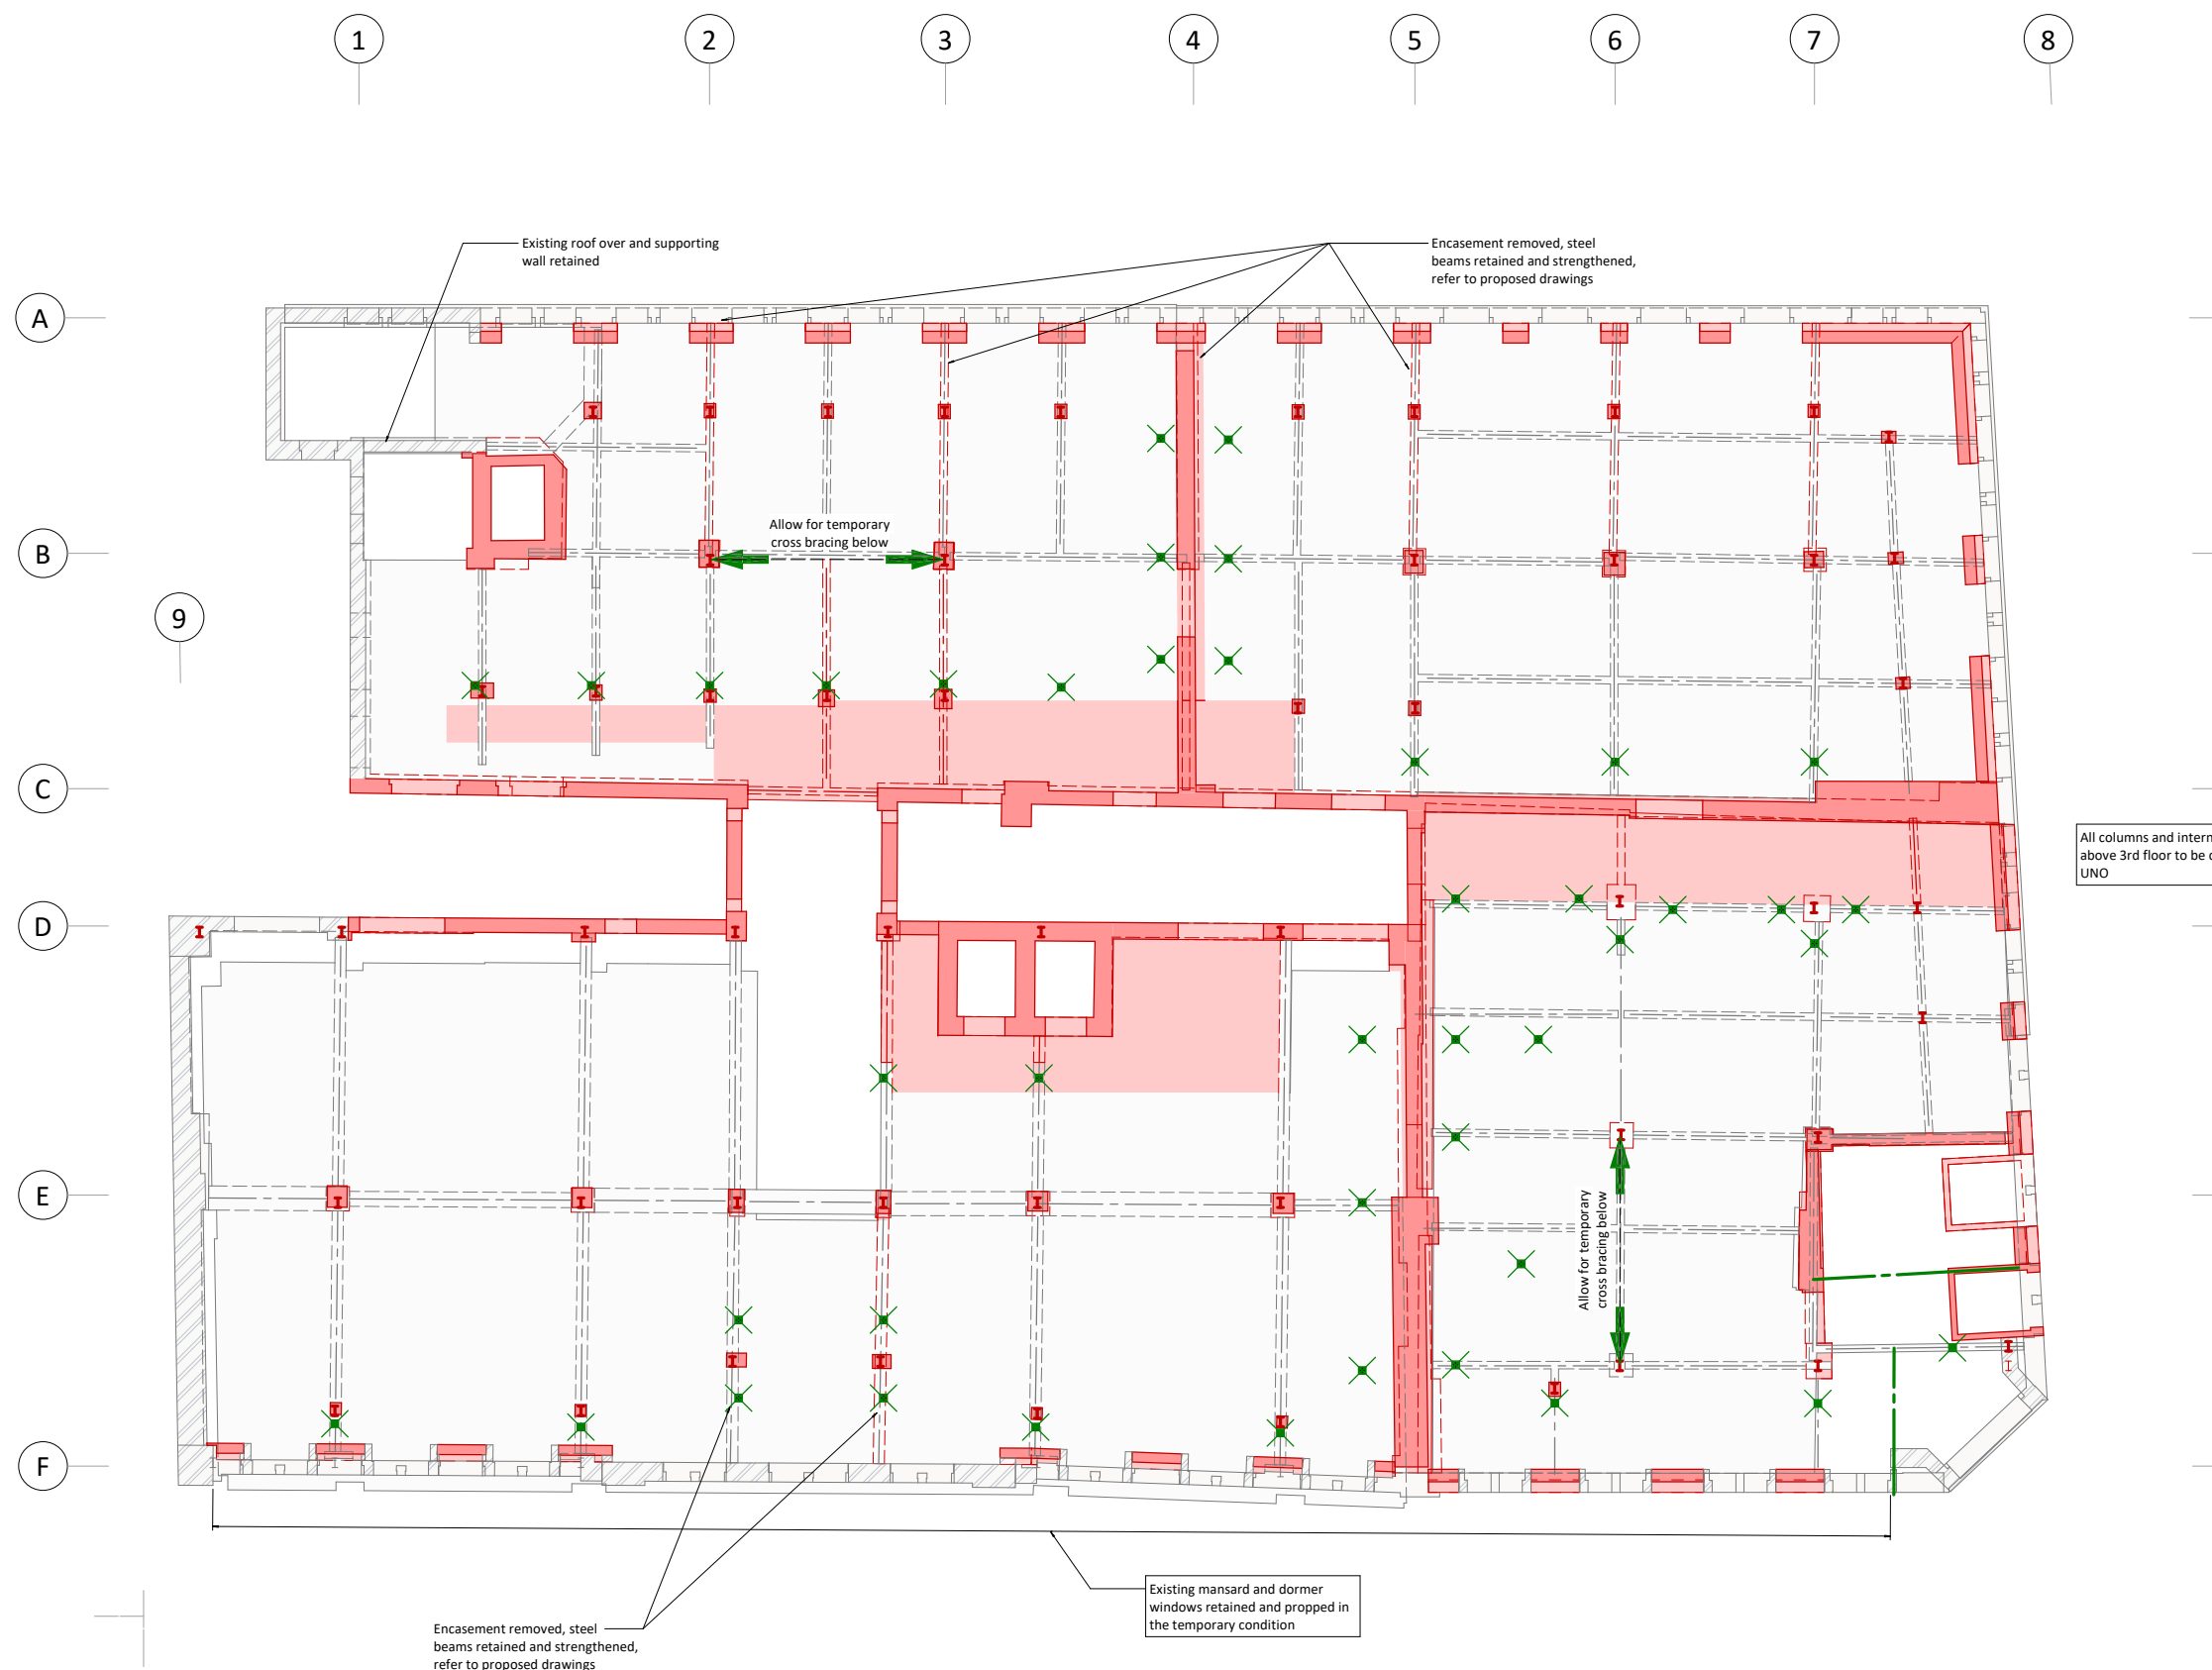 1 2 3 4 5 6 7 8
Existing roof over and supporting
wall retained
Encasement removed, steel
beams retained and strengthened,
refer to proposed drawings
A
Allow for temporary
cross bracing below
B
9
C
All columns and
above 3rd floor to be
UNO
D
E
Allow for temporary
cross bracing below
F
Existing mansard and dormer
windows retained and propped in
the temporary condition
Encasement removed, steel
beams retained and strengthened,
refer to proposed drawings